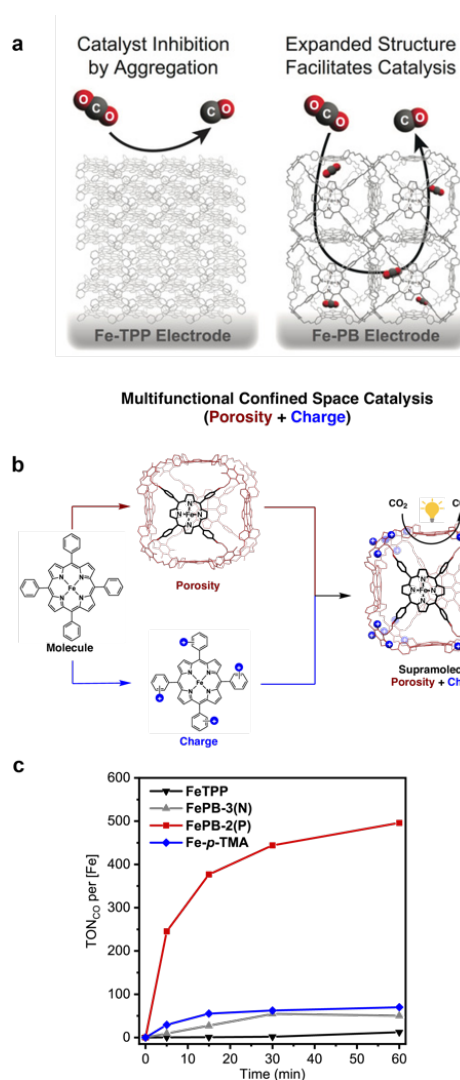 a
Catalyst Inhibition
by Aggregation
Expanded Structure
Facilitates Catalysis
O C O
C O
O C O
C O
Fe-TPP Electrode
Fe-PB Electrode
Multifunctional Confined Space Catalysis
(Porosity + Charge)
b
Porosity
N N Fe N N
Molecule
Charge
CO2
Porosity + 
c
FeTPP
FePB-3(N)
FePB-2(P)
Fe-p-TMA
TONCO per [Fe]
600
500
400
300
200
100
0
0 10 20 30 40 50 60
Time (min)